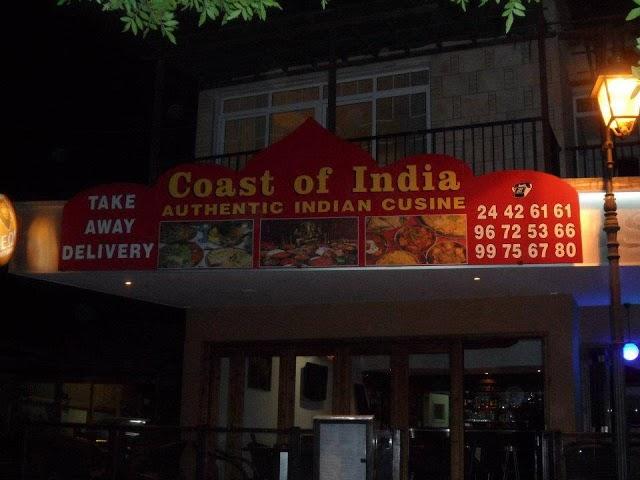 Coast of India
AUTHENTIC INDIAN CUSINE
TAKE
AWAY
DELIVERY
24 42 61 61
96 72 53 66
99 75 67 80